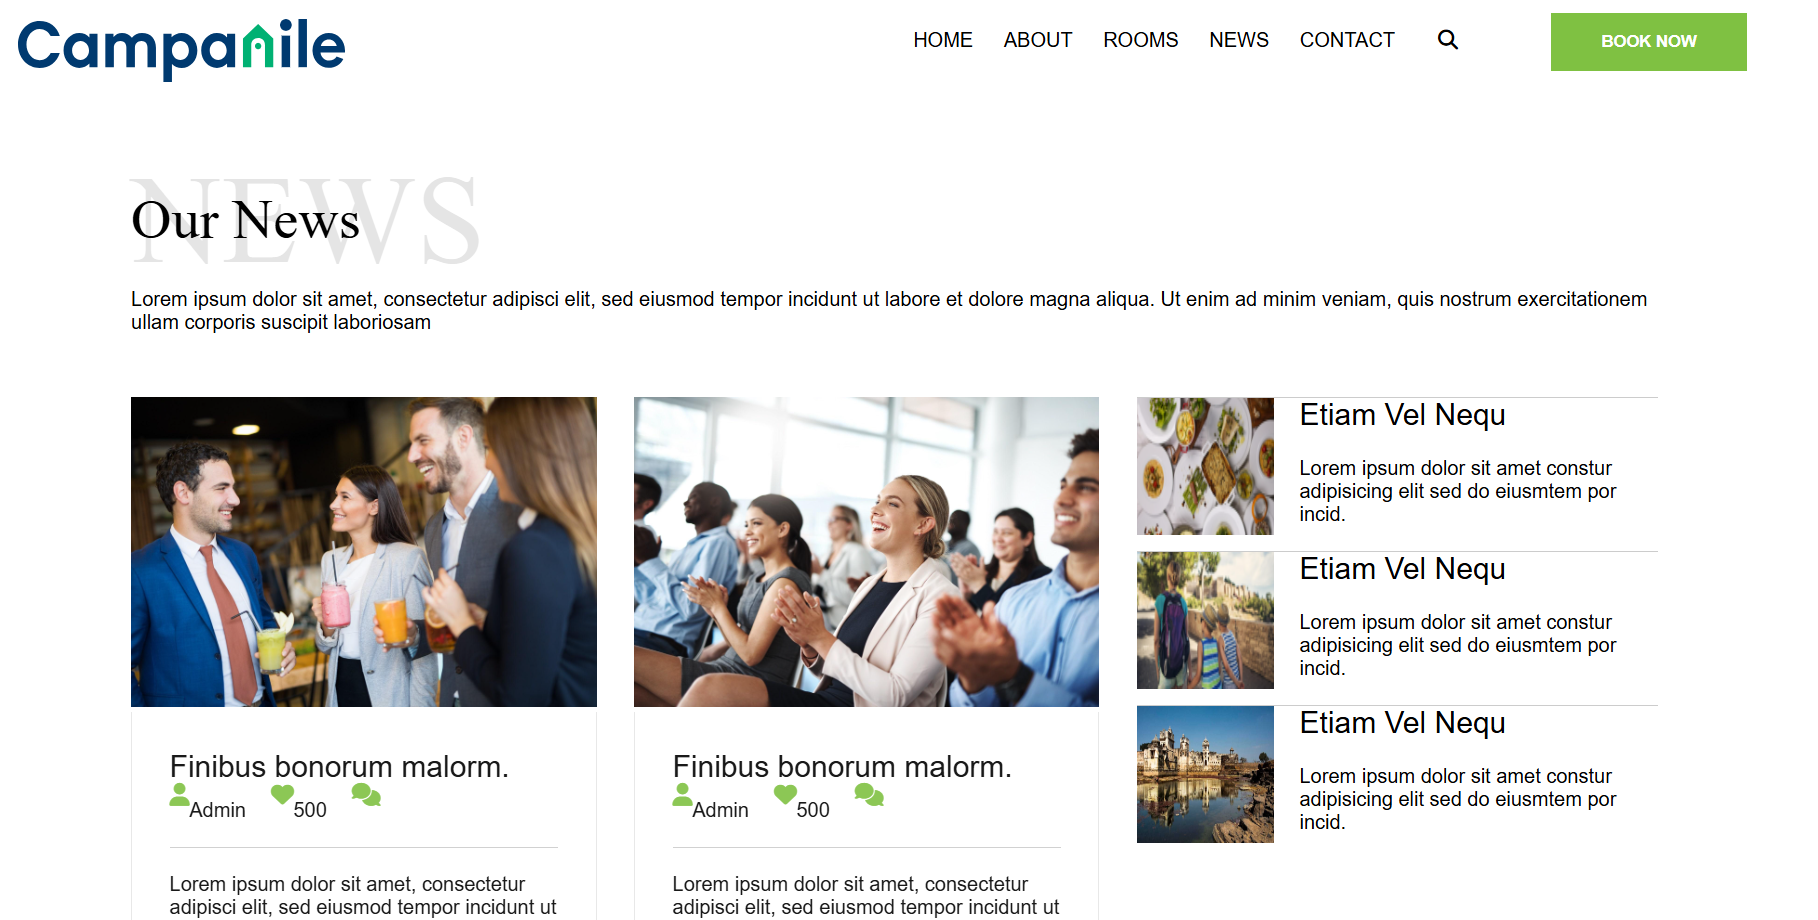 Campanile
HOME ABOUT ROOMS NEWS CONTACT BOOK NOW
NEWS
Our News
Lorem ipsum dolor sit amet, consectetur adipisci elit, sed eiusmod tempor incidunt ut labore et dolore magna aliqua. Ut enim ad minim veniam, quis nostrum exercitationem
ullam corporis suscipit laboriosam
Finibus bonorum malorm.
Admin 500
Lorem ipsum dolor sit amet, consectetur
adipisci elit, sed eiusmod tempor incidunt ut
Finibus bonorum malorm.
Admin 500
Lorem ipsum dolor sit amet, consectetur
adipisci elit, sed eiusmod tempor incidunt ut
Etiam Vel Nequ
Lorem ipsum dolor sit amet constur
adipisicing elit sed do eiusmtem por
incid.
Etiam Vel Nequ
Lorem ipsum dolor sit amet constur
adipisicing elit sed do eiusmtem por
incid.
Etiam Vel Nequ
Lorem ipsum dolor sit amet constur
adipisicing elit sed do eiusmtem por
incid.